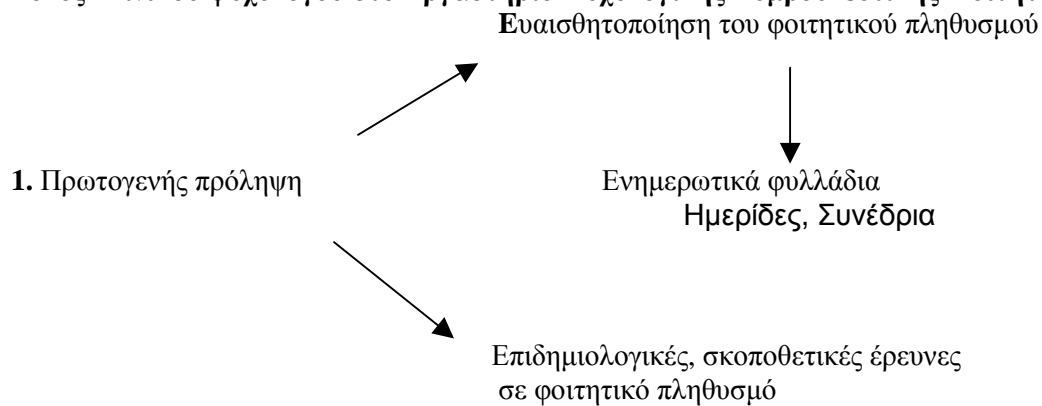 Ευαισθητοποίηση του φοιτητικού πληθυσμού
1. Πρωτογενής πρόληψη
Ενημερωτικά φυλλάδια
Ημερίδες, Συνέδρια
Επιδημιολογικές, σκοποθετικές έρευνες
σε φοιτητικό πληθυσμό